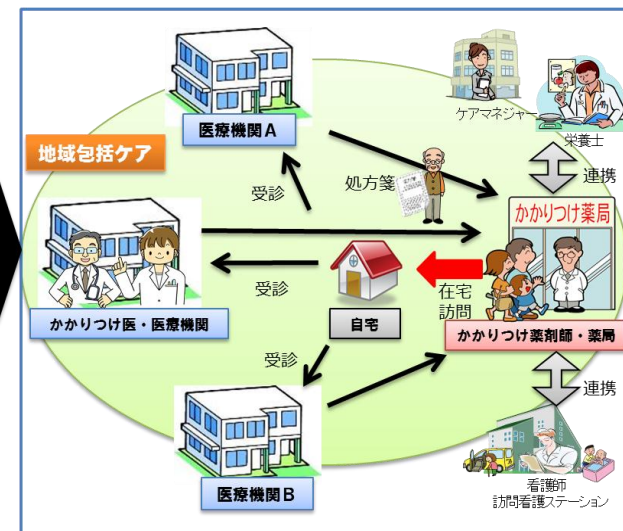 ケアマネジャー
栄養士
医療機関A
地域包括ケア
受診
処方箋
連携
かかりつけ薬局
受診
在宅
訪問
かかりつけ医・医療機関
自宅
かかりつけ薬剤師・薬局
受診
連携
医療機関B
看護師
訪問看護ステーション